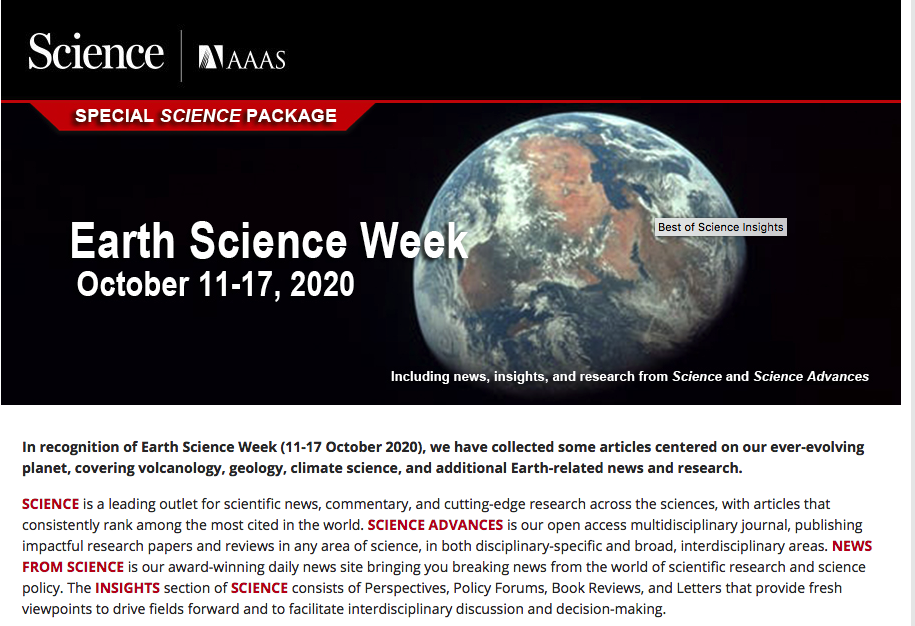 Science
AAAS
SPECIAL SCIENCE PACKAGE
Earth Science Week
October 11-17, 2020
Best of Science Insights
Including news, insights, and research from Science and Science Advances
In recognition of Earth Science Week (11-17 October 2020), we have collected some articles centered on our ever-evolving
planet, covering volcanology, geology, climate science, and additional Earth-related news and research.
SCIENCE is a leading outlet for scientific news, commentary, and cutting-edge research across the sciences, with articles that
consistently rank among the most cited in the world. SCIENCE ADVANCES is our open access multidisciplinary journal, publishing
impactful research papers and reviews in any area of science, in both disciplinary-specific and broad, interdisciplinary areas. NEWS
FROM SCIENCE is our award-winning daily news site bringing you breaking news from the world of scientific research and science
policy. The INSIGHTS section of SCIENCE consists of Perspectives, Policy Forums, Book Reviews, and Letters that provide fresh
viewpoints to drive fields forward and to facilitate interdisciplinary discussion and decision-making.